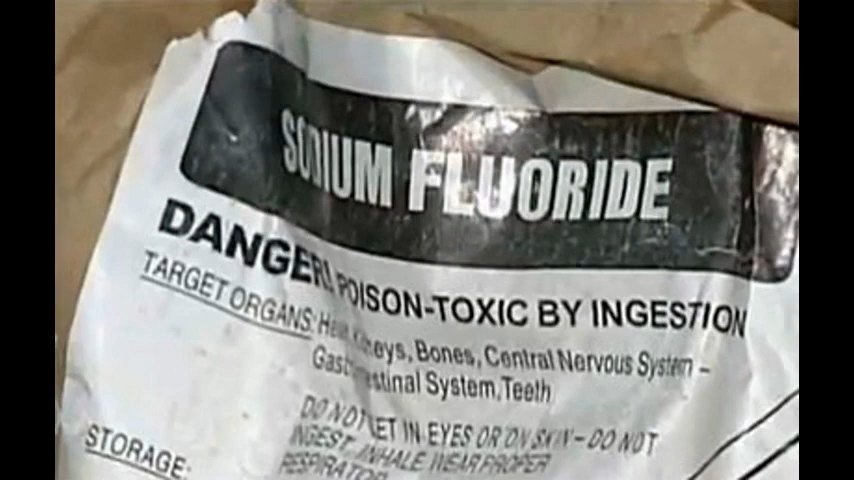 SODIUM FLUORIDE
DANGER! POISON-TOXIC BY INGESTION
TARGET ORGANS: Heart, Kidneys, Bones, Central Nervous System –
Gastrointestinal System, Teeth
DO NOT LET IN EYES OR ON SKIN – DO NOT
INGEST, INHALE WEAR PROPER
RESPIRATOR
STORAGE: